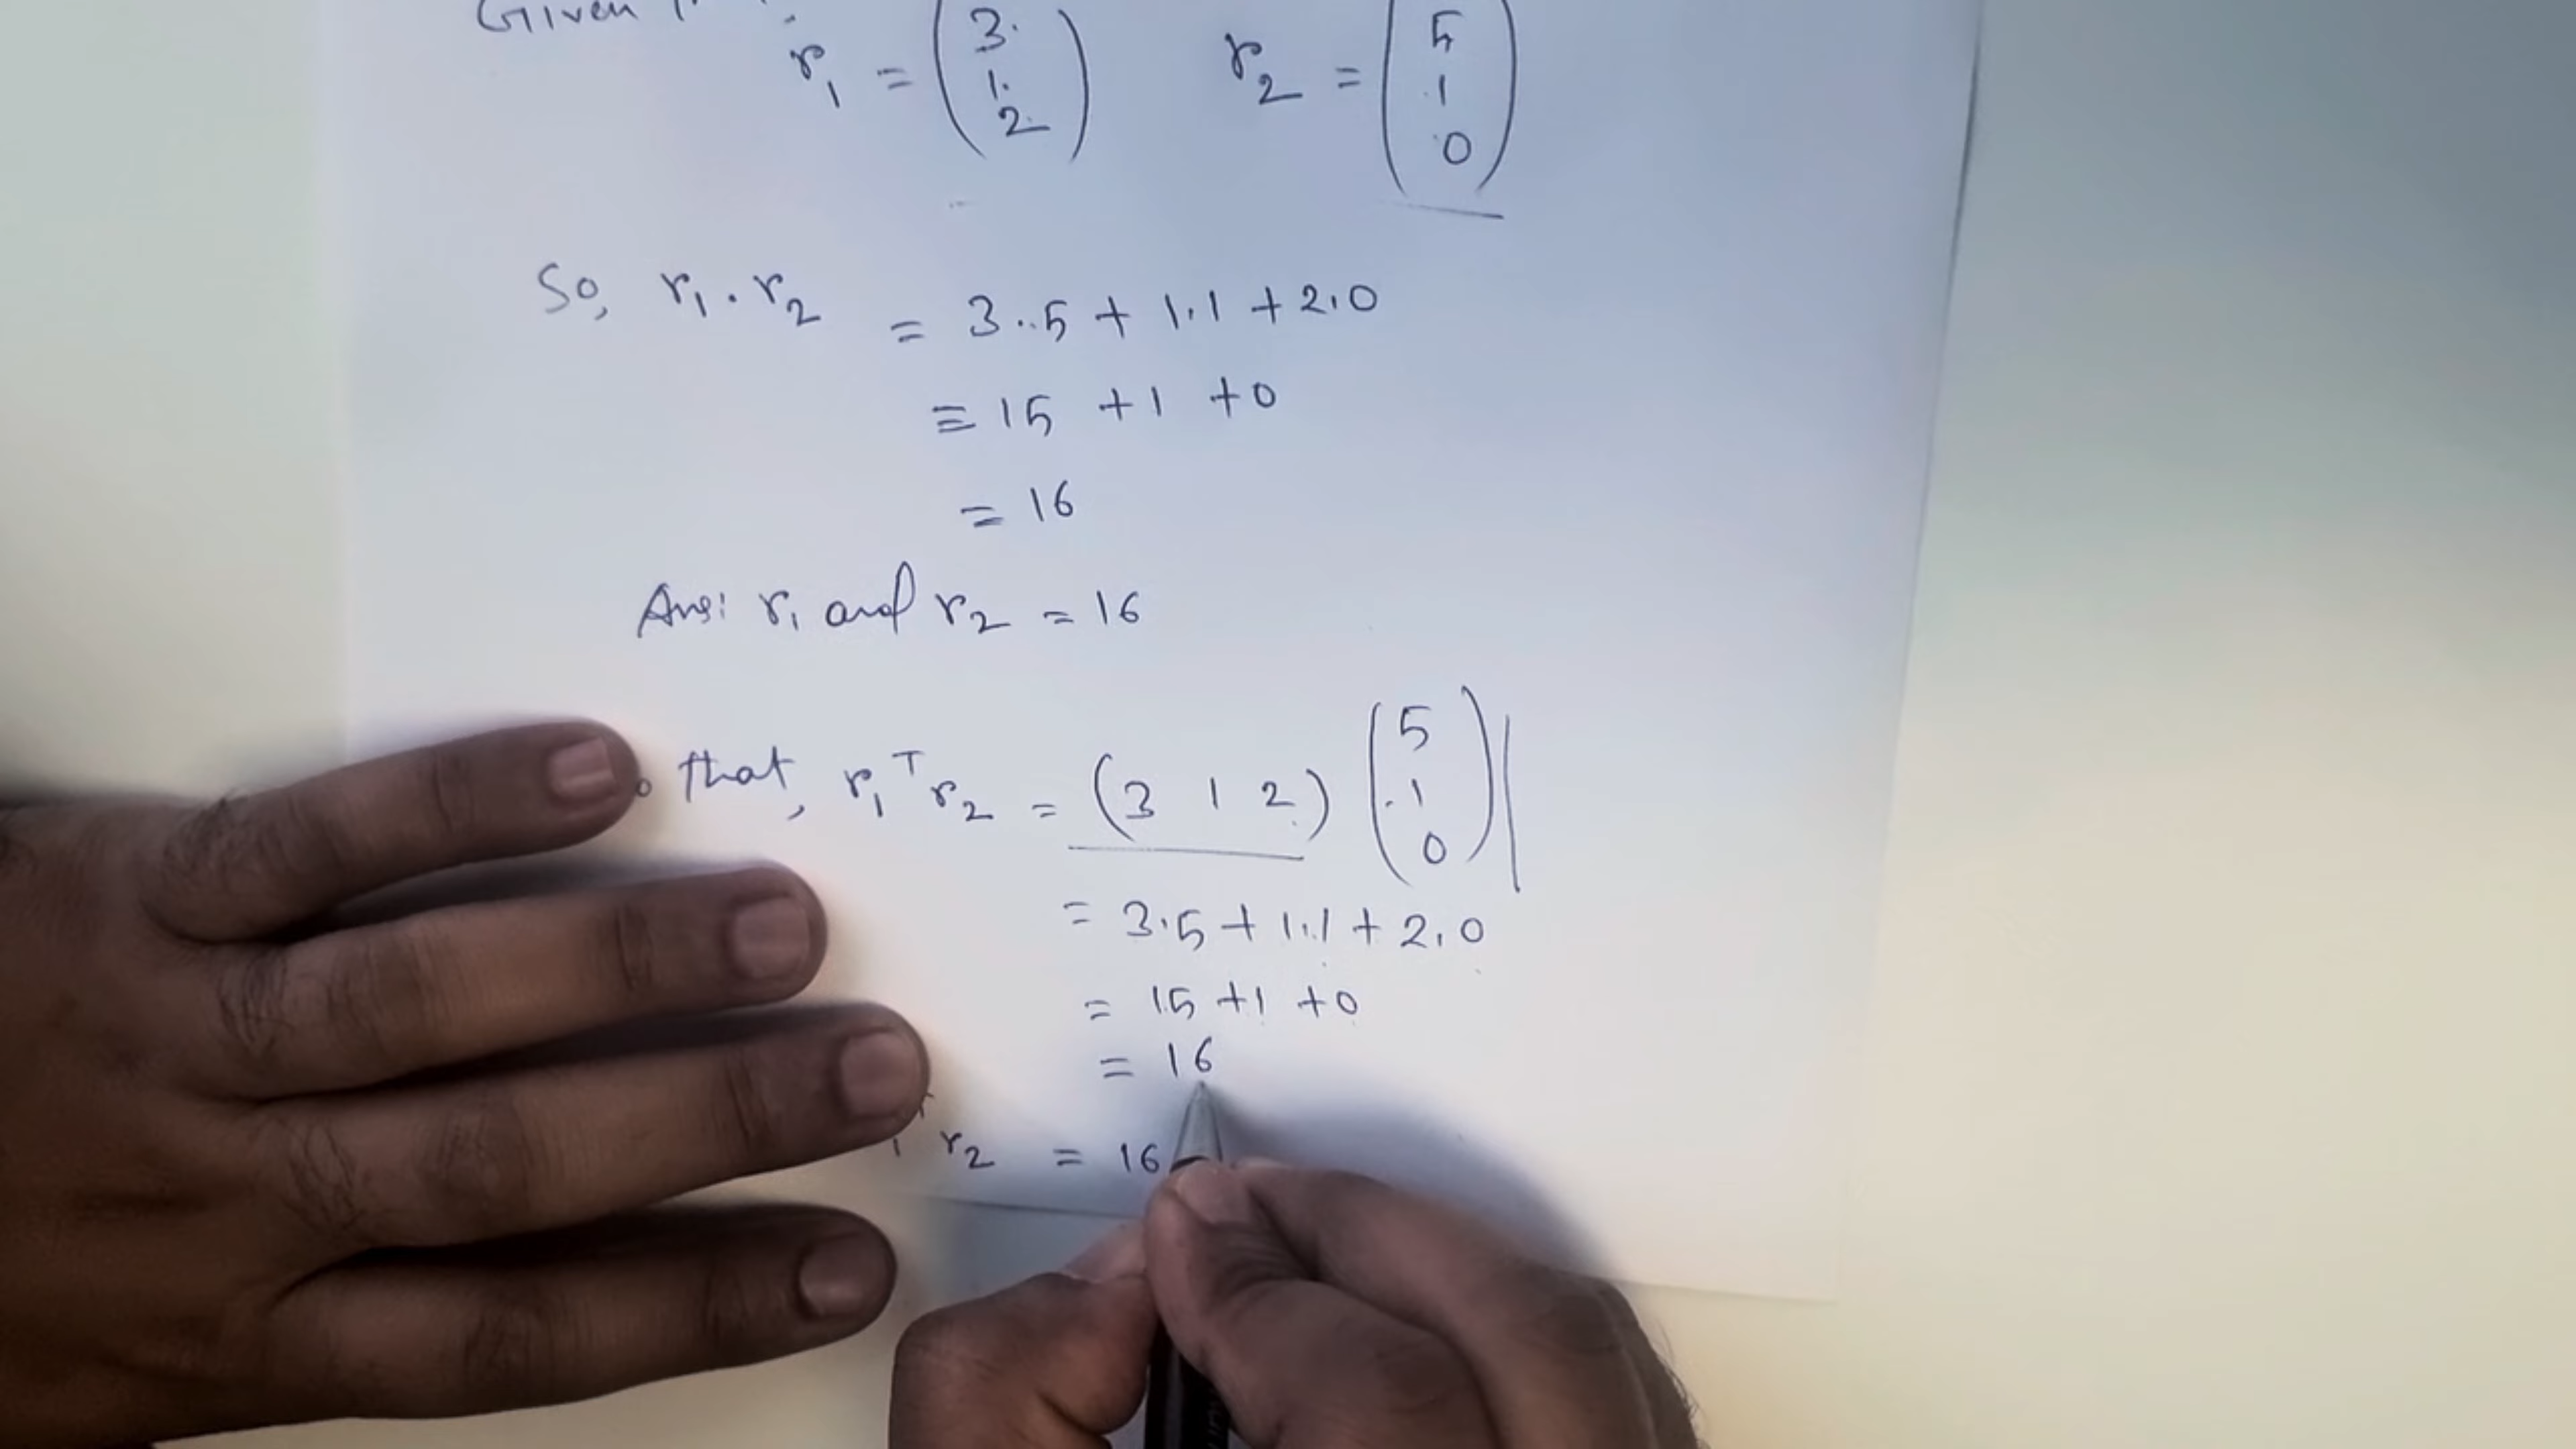 Given
r₁ = (3 1 2) r₂ = (5 1 0)
So, r₁ . r₂ = 3.5 + 1.1 + 2.0
= 15 + 1 + 0
= 16
Ans: r₁ and r₂ = 16
that, r₁ᵀ r₂ = (3 1 2) (5 1 0)
= 3.5 + 1.1 + 2.0
= 15 + 1 + 0
= 16
r₂ = 16